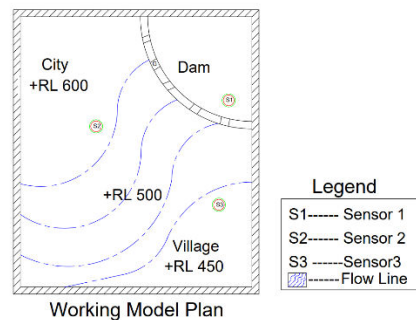 City
+RL 600
Dam
S1
S2
+RL 500
S3
Village
+RL 450
Working Model Plan
Legend
S1------ Sensor 1
S2------ Sensor 2
S3 ------Sensor3
------Flow Line